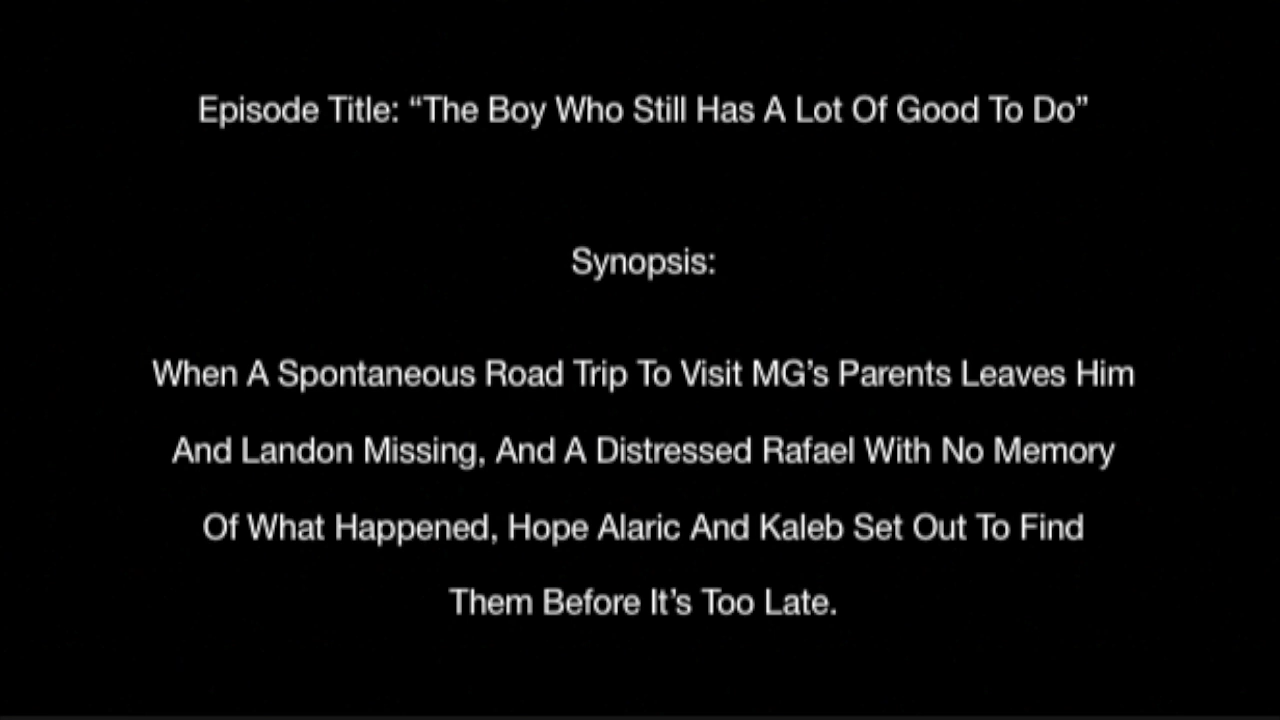 Episode Title: “The Boy Who Still Has A Lot Of Good To Do”
Synopsis:
When A Spontaneous Road Trip To Visit MG’s Parents Leaves Him
And Landon Missing, And A Distressed Rafael With No Memory
Of What Happened, Hope Alaric And Kaleb Set Out To Find
Them Before It’s Too Late.